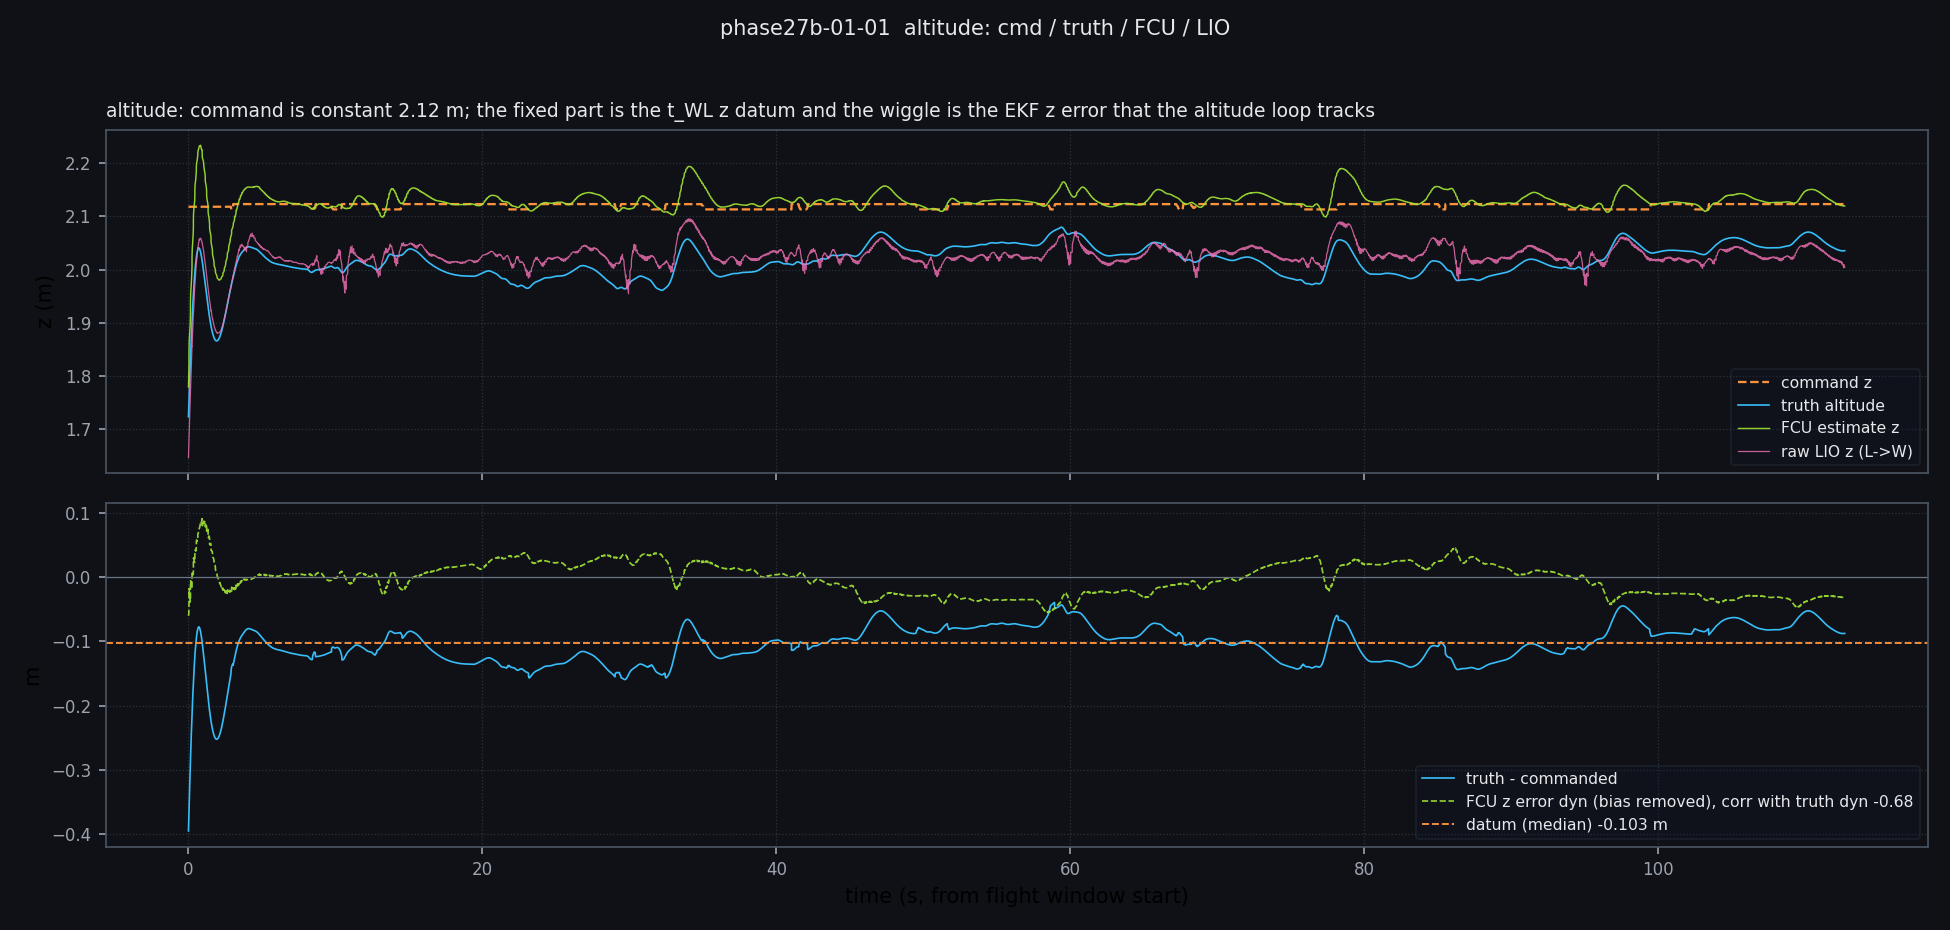 phase27b-01-01  altitude: cmd / truth / FCU / LIO
altitude: command is constant 2.12 m; the fixed part is the t_WL z datum and the wiggle is the EKF z error that the altitude loop tracks
z (m)
2.2
2.1
2.0
1.9
1.8
1.7
command z
truth altitude
FCU estimate z
raw LIO z (L->W)
m
0.1
0.0
−0.1
−0.2
−0.3
−0.4
truth - commanded
FCU z error dyn (bias removed), corr with truth dyn -0.68
datum (median) -0.103 m
0 20 40 60 80 100
time (s, from flight window start)